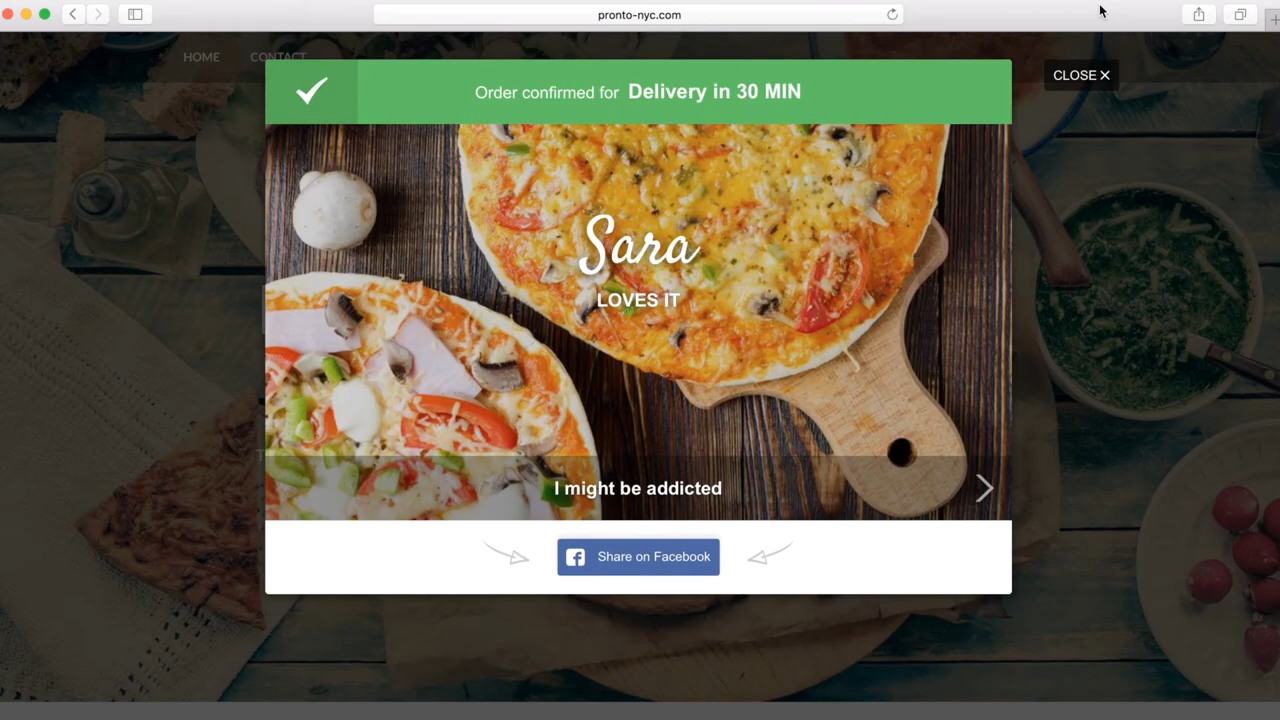 pronto-nyc.com
HOME CONTACT
CLOSE ×
Order confirmed for Delivery in 30 MIN
Sara
LOVES IT
I might be addicted
Share on Facebook